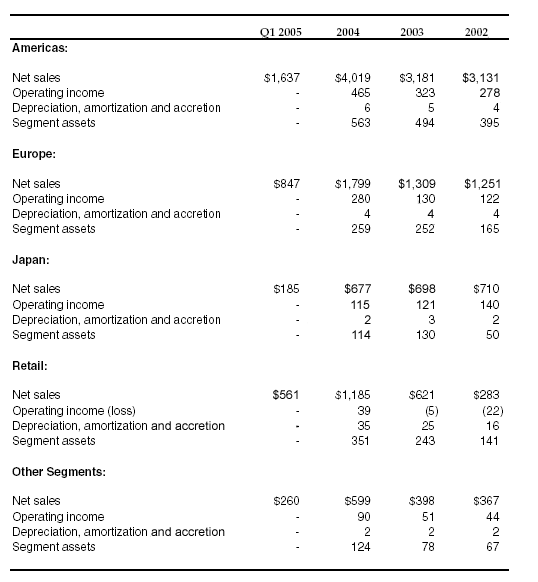 Q1 2005 2004 2003 2002
Americas:
Net sales $1,637 $4,019 $3,181 $3,131
Operating income - 465 323 278
Depreciation, amortization and accretion - 6 5 4
Segment assets - 563 494 395
Europe:
Net sales $847 $1,799 $1,309 $1,251
Operating income - 280 130 122
Depreciation, amortization and accretion - 4 4 4
Segment assets - 259 252 165
Japan:
Net sales $185 $677 $698 $710
Operating income - 115 121 140
Depreciation, amortization and accretion - 2 3 2
Segment assets - 114 130 50
Retail:
Net sales $561 $1,185 $621 $283
Operating income (loss) - 39 (5) (22)
Depreciation, amortization and accretion - 35 25 16
Segment assets - 351 243 141
Other Segments:
Net sales $260 $599 $398 $367
Operating income - 90 51 44
Depreciation, amortization and accretion - 2 2 2
Segment assets - 124 78 67